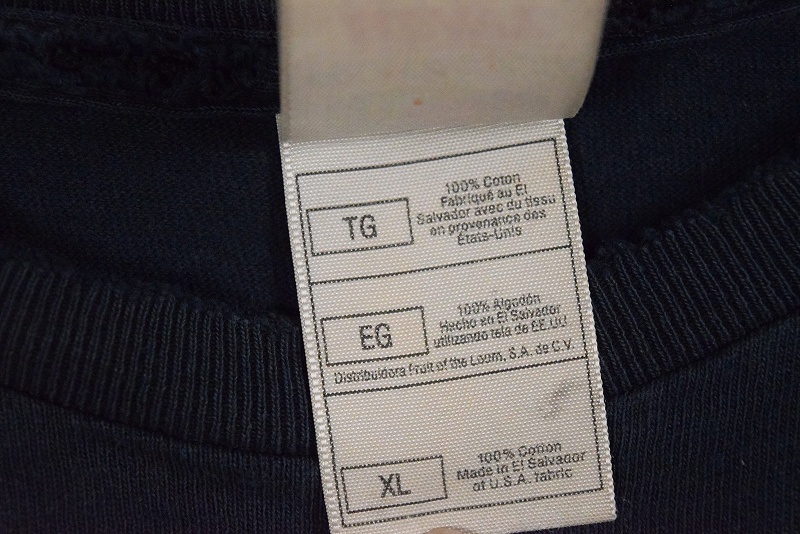 TG
100% Coton
Fabriqué au El
Salvador avec du tissu
en provenance des
États-Unis
EG
100% Algodón
Hecho en El Salvador
utilizando tela de EE.UU
Distribuidora Fruit of the Loom, S.A. de C.V.
XL
100% Cotton
Made in El Salvador
of U.S.A. fabric